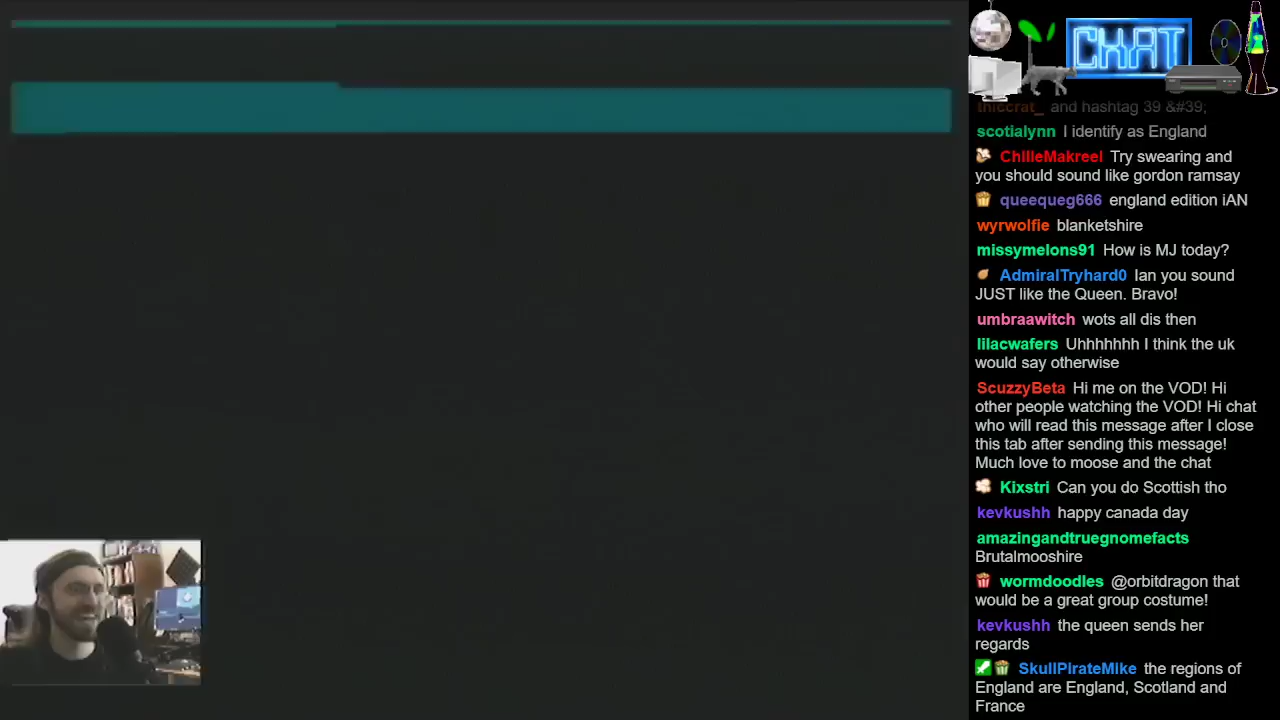 CHAT
thiccrat_ and hashtag 39 &#39;
scotialynn I identify as England
ChilleMakreel Try swearing and
you should sound like gordon ramsay
queequeg666 england edition iAN
wyrwolfie blanketshire
missymelons91 How is MJ today?
AdmiralTryhard0 Ian you sound
JUST like the Queen. Bravo!
umbraawitch wots all dis then
lilacwafers Uhhhhhhh I think the uk
would say otherwise
ScuzzyBeta Hi me on the VOD! Hi
other people watching the VOD! Hi chat
who will read this message after I close
this tab after sending this message!
Much love to moose and the chat
Kixstri Can you do Scottish tho
kevkushh happy canada day
amazingandtruegnomefacts
Brutalmooshire
wormdoodles @orbitdragon that
would be a great group costume!
kevkushh the queen sends her
regards
SkullPirateMike the regions of
England are England, Scotland and
France